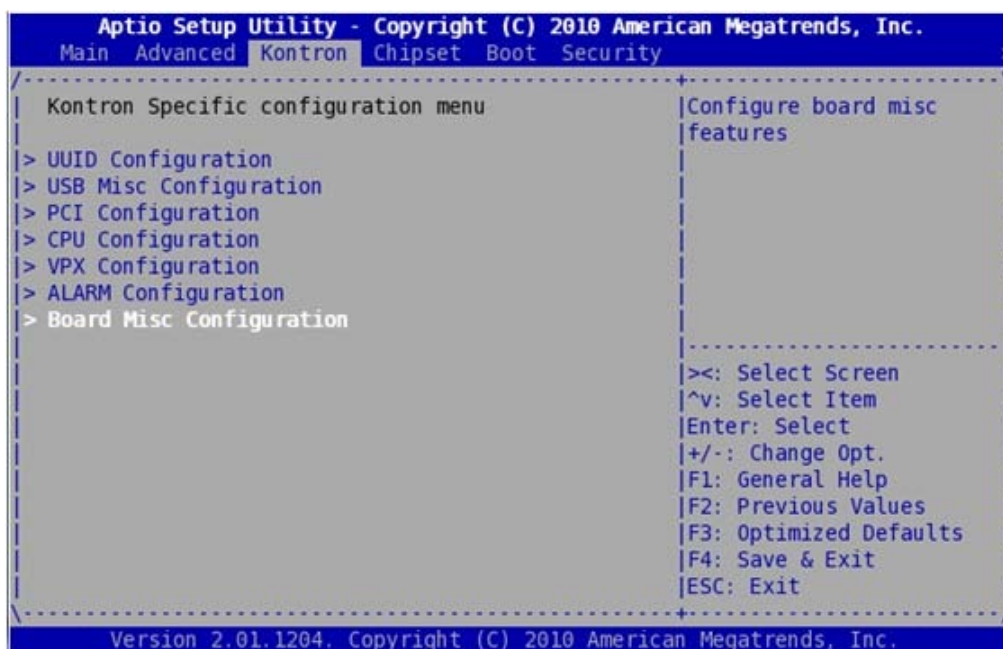 Aptio Setup Utility - Copyright (C) 2010 American Megatrends, Inc.
Main Advanced Kontron Chipset Boot Security
Kontron Specific configuration menu
> UUID Configuration
> USB Misc Configuration
> PCI Configuration
> CPU Configuration
> VPX Configuration
> ALARM Configuration
> Board Misc Configuration
Configure board misc
features
><: Select Screen
^v: Select Item
Enter: Select
+/-: Change Opt.
F1: General Help
F2: Previous Values
F3: Optimized Defaults
F4: Save & Exit
ESC: Exit
Version 2.01.1204. Copyright (C) 2010 American Megatrends, Inc.